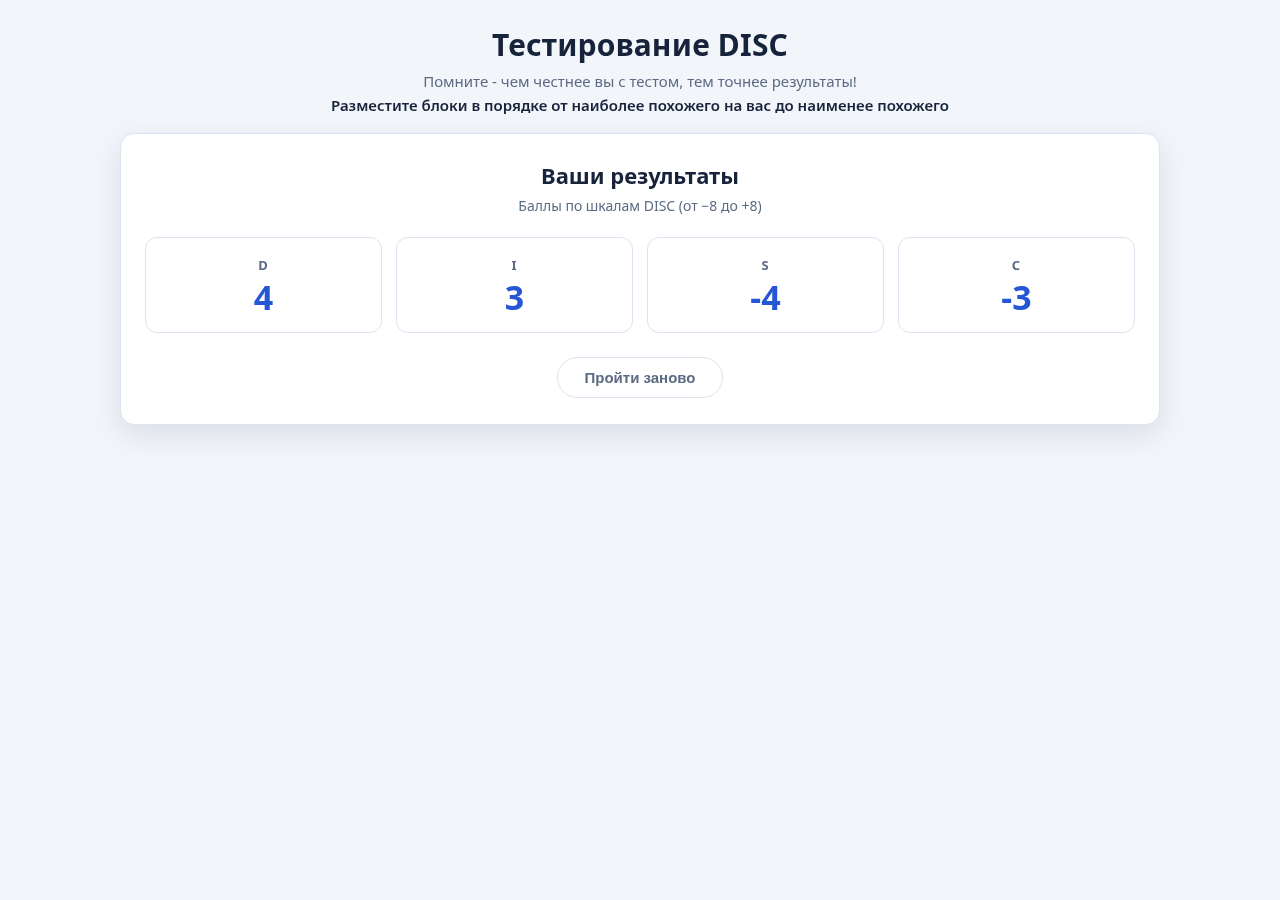 Тестирование DISC
Помните - чем честнее вы с тестом, тем точнее результаты!
Разместите блоки в порядке от наиболее похожего на вас до наименее похожего
Ваши результаты
Баллы по шкалам DISC (от −8 до +8)
D
4
I
3
S
-4
C
-3
Пройти заново